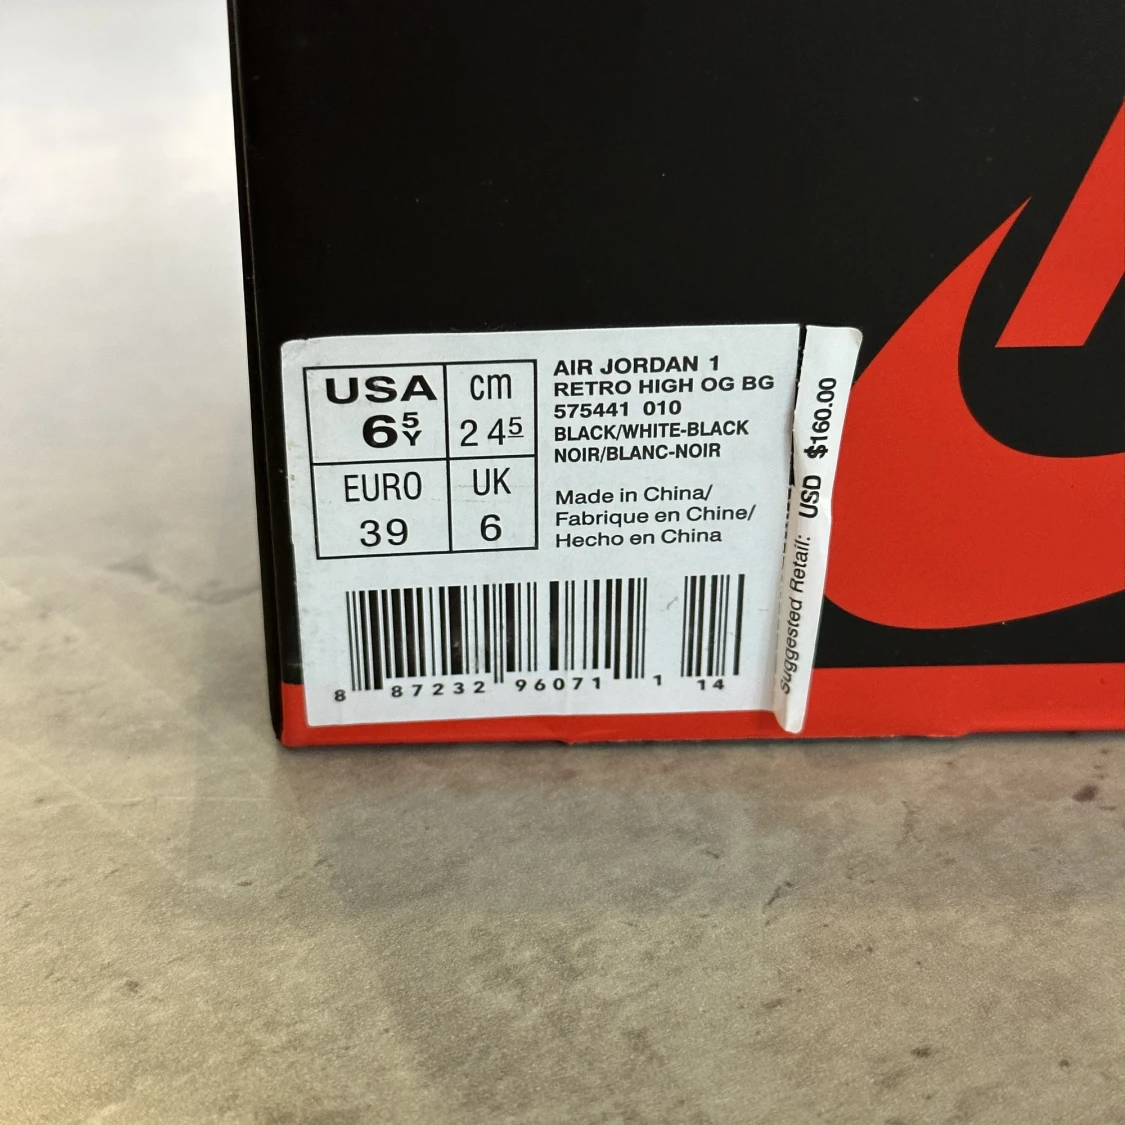 USA
6 5 Y
cm
24 5
EURO
39
UK
6
AIR JORDAN 1
RETRO HIGH OG BG
575441 010
BLACK/WHITE-BLACK
NOIR/BLANC-NOIR
Made in China/
Fabrique en Chine/
Hecho en China
8 87232 96071 1 14
Suggested Retail: USD $160.00